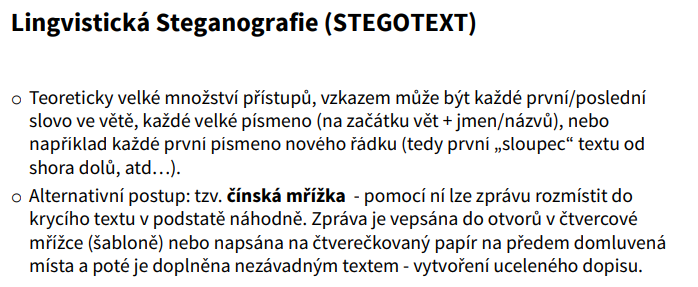 Lingvistická Steganografie (STEGOTEXT)
○ Teoreticky velké množství přístupů, vzkazem může být každé první/poslední
slovo ve větě, každé velké písmeno (na začátku vět + jmen/názvů), nebo
například každé první písmeno nového řádku (tedy první „sloupec“ textu od
shora dolů, atd…).
○ Alternativní postup: tzv. čínská mřížka - pomocí ní lze zprávu rozmístit do
krycího textu v podstatě náhodně. Zpráva je vepsána do otvorů v čtvercové
mřížce (šabloně) nebo napsána na čtverečkovaný papír na předem domluvená
místa a poté je doplněna nezávadným textem - vytvoření uceleného dopisu.